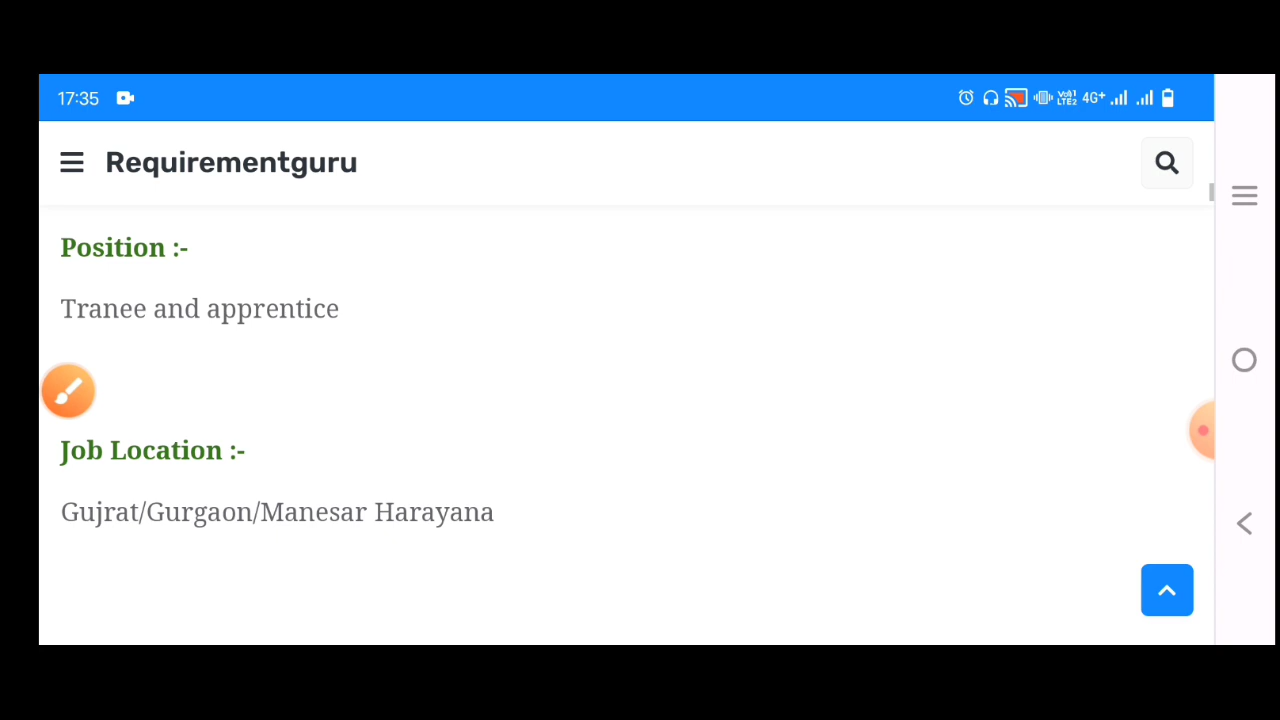 17:35
4G+
Requirementguru
Position :-
Tranee and apprentice
Job Location :-
Gujrat/Gurgaon/Manesar Harayana